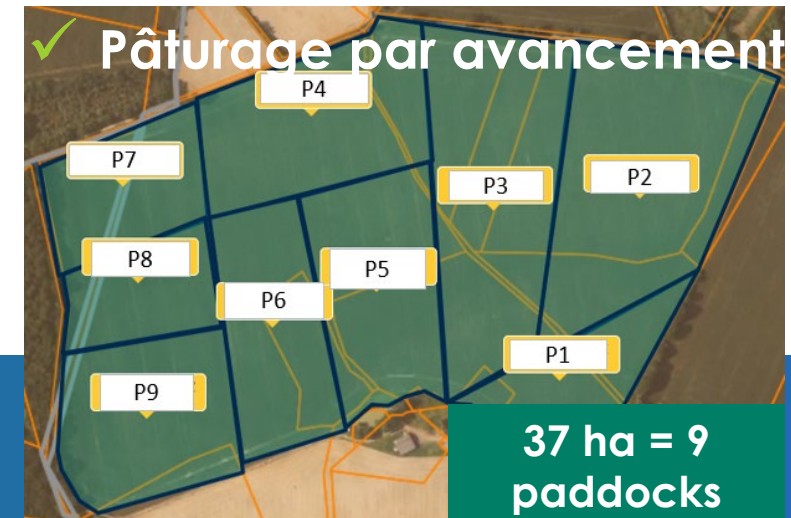 Pâturage par avancement
P4
P7
P3
P2
P8
P5
P6
P1
P9
37 ha = 9
paddocks